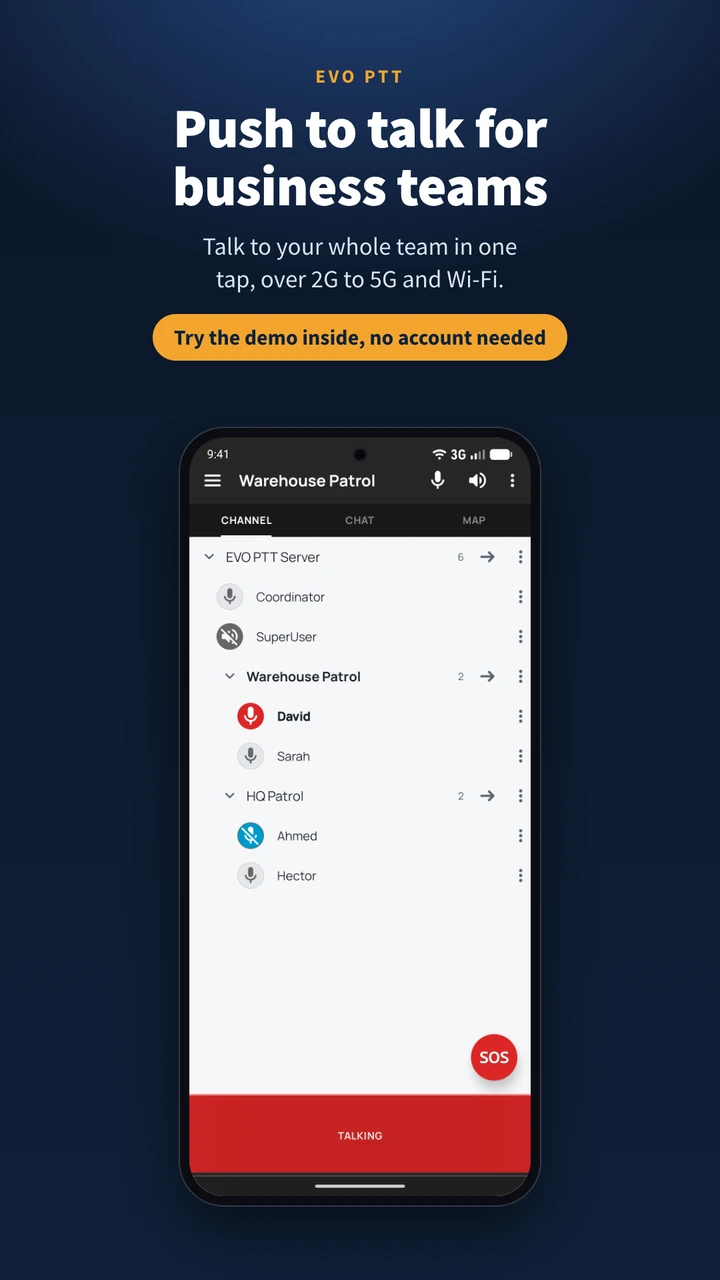 EVO PTT
Push to talk for
business teams
Talk to your whole team in one
tap, over 2G to 5G and Wi-Fi.
Try the demo inside, no account needed
9:41 3G
Warehouse Patrol
CHANNEL CHAT MAP
EVO PTT Server 6
Coordinator
SuperUser
Warehouse Patrol 2
David
Sarah
HQ Patrol 2
Ahmed
Hector
SOS
TALKING